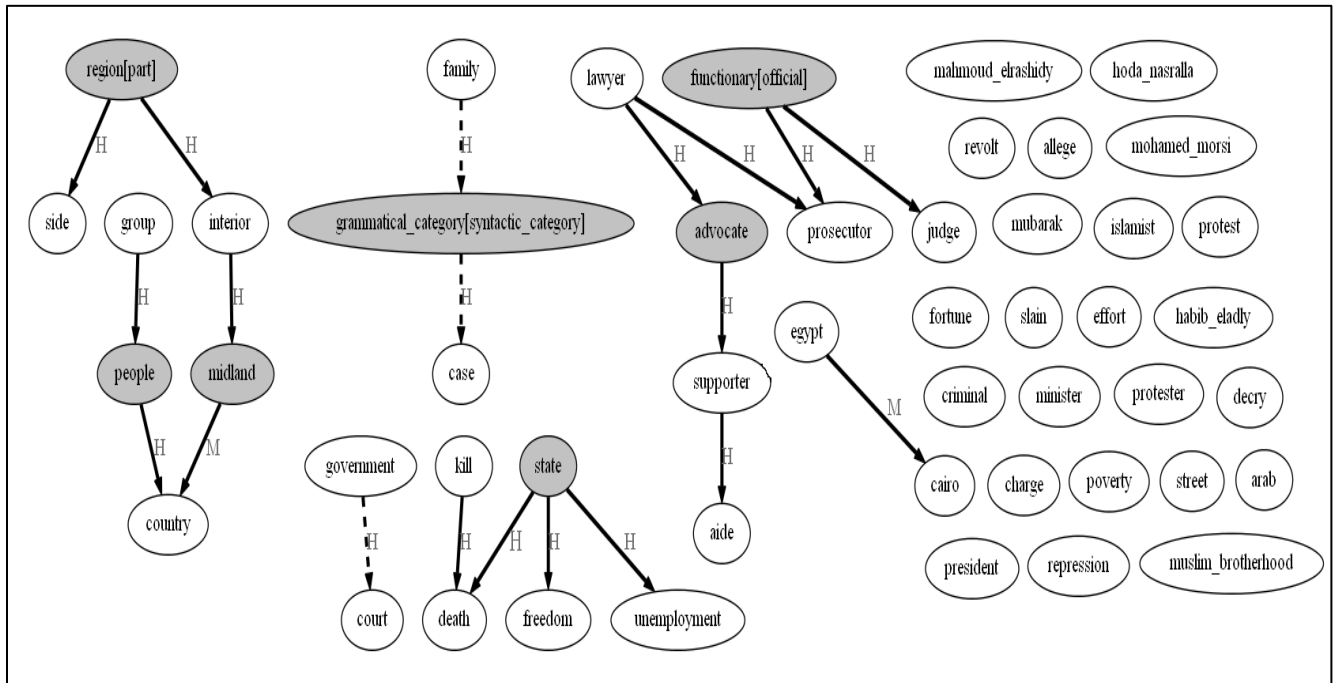 region[part]
family
lawyer
functionary[official]
mahmoud_elrashidy
hoda_nasralla
H
H
H
H
H
H
H
revolt
allege
mohamed_morsi
side
group
interior
grammatical_category[syntactic_category]
advocate
prosecutor
judge
mubarak
islamist
protest
H
H
H
H
fortune
slain
effort
habib_eladly
egypt
people
midland
case
supporter
criminal
minister
protester
decry
H
M
H
M
government
kill
state
cairo
charge
poverty
street
arab
country
H
H
H
H
H
aide
president
repression
muslim_brotherhood
court
death
freedom
unemployment